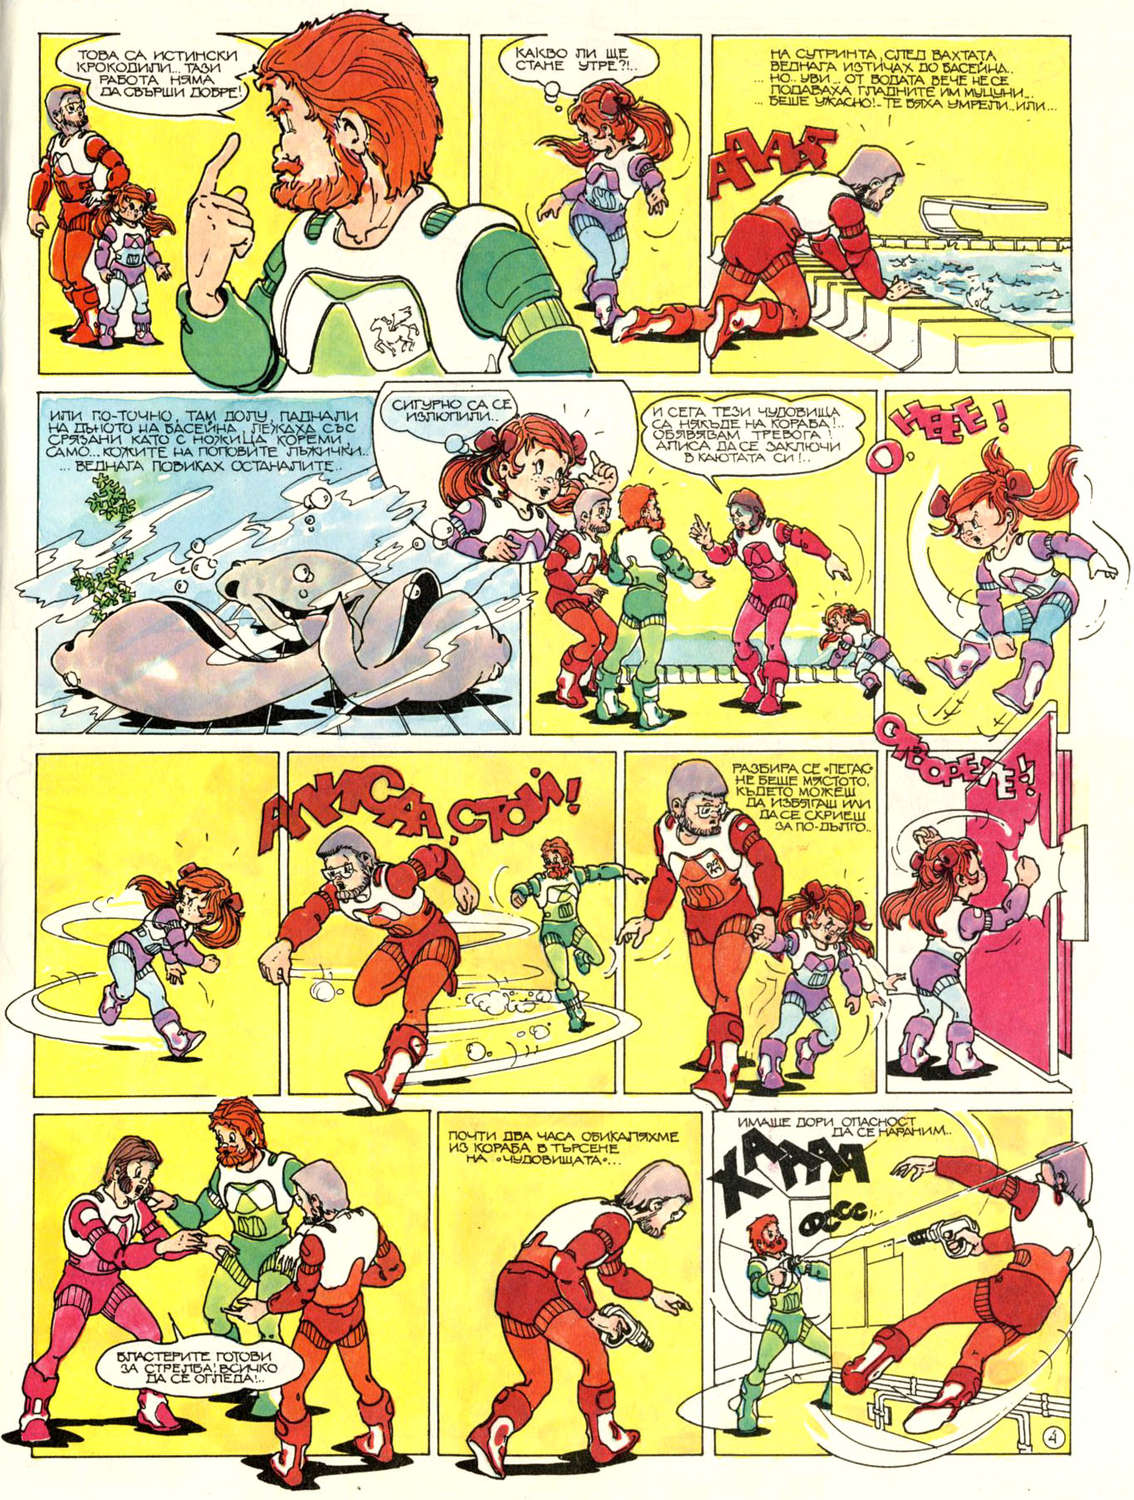 ТОВА СА ИСТИНСКИ
КРОКОДИЛИ... ТАЗИ
РАБОТА НЯМА
ДА СВЪРШИ ДОБРЕ!
КАКВО ЛИ ЩЕ
СТАНЕ УТРЕ?!..
НА СУТРИНТА, СЛЕД ВАХТАТА
ВЕДНАГА ИЗТИЧАХ ДО БАСЕЙНА..
... НО.. УВИ... ОТ ВОДАТА ВЕЧЕ НЕ СЕ
ПОДАВАХА ГЛАДНИТЕ ИМ МУЦУНИ...
... БЕШЕ УЖАСНО!.. ТЕ БЯХА УМРЕЛИ.. ИЛИ...
ИЛИ ПО-ТОЧНО, ТАМ ДОЛУ, ПАДНАЛИ
НА ДЪНОТО НА БАСЕЙНА ЛЕЖАХА СЪС
СРЯЗАНИ КАТО С НОЖИЦА КОРЕМИ,
САМО... КОЖИТЕ НА ПОПОВИТЕ ЛЪЖИЧКИ..
... ВЕДНАГА ПОВИКАХ ОСТАНАЛИТЕ..
СИГУРНО СА СЕ
ИЗЛЮПИЛИ..
И СЕГА ТЕЗИ ЧУДОВИЩА
СА НЯКЪДЕ НА КОРАБА!..
ОБЯВЯВАМ ТРЕВОГА!
АЛИСА ДА СЕ ЗАКЛЮЧИ
В КАЮТАТА СИ!..
НЕЕЕ!
АЛИСАА, СТОЙ!
РАЗБИРА СЕ «ПЕГАС»
НЕ БЕШЕ МЯСТОТО,
КЪДЕТО МОЖЕШ
ДА ИЗБЯГАШ ИЛИ
ДА СЕ СКРИЕШ
ЗА ПО-ДЪЛГО..
ОТВОРЕТЕ!!
БЛАСТЕРИТЕ ГОТОВИ
ЗА СТРЕЛБА! ВСИЧКО
ДА СЕ ОГЛЕДА!..
ПОЧТИ ДВА ЧАСА ОБИКАЛЯХМЕ
ИЗ КОРАБА В ТЪРСЕНЕ
НА «ЧУДОВИЩАТА»...
ИМАШЕ ДОРИ ОПАСНОСТ
ДА СЕ НАРАНИМ..
ХАААА
ФССС!..
4